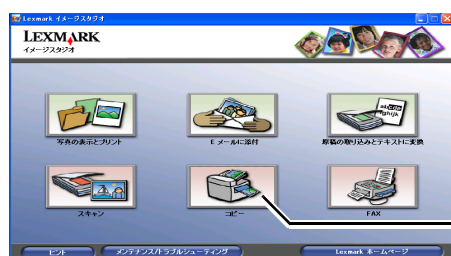 Lexmark イメージスタジオ
LEXMARK
イメージスタジオ
写真の表示とプリント
E メールに添付
原稿の取り込みとテキストに変換
スキャン
コピー
FAX
ヒント
メンテナンス/トラブルシューティング
Lexmark ホームページ